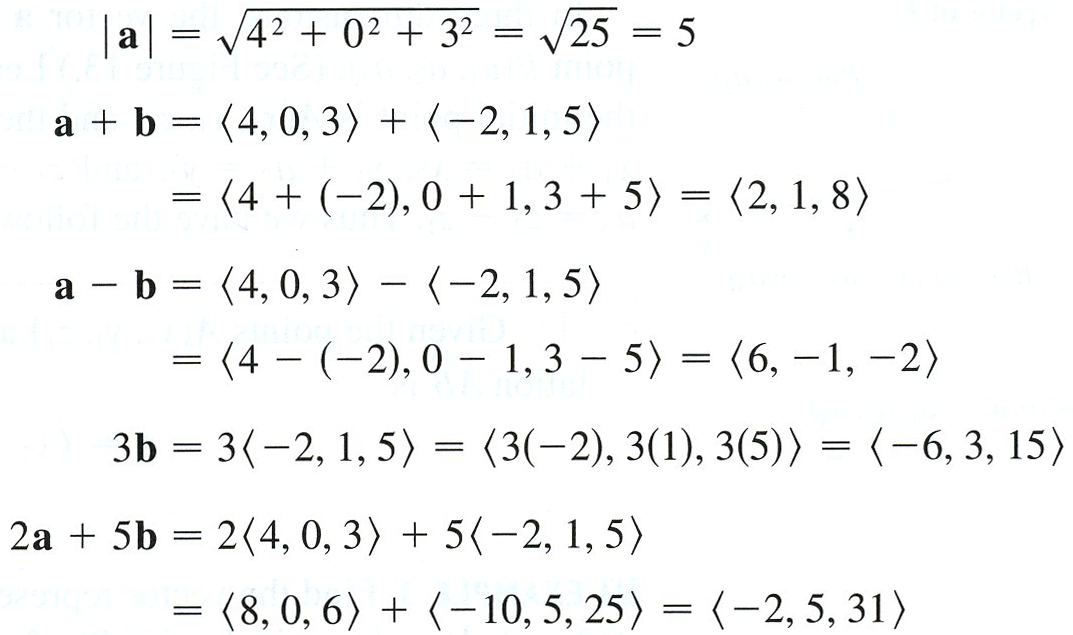 |a| = √4² + 0² + 3² = √25 = 5
a + b = ⟨4, 0, 3⟩ + ⟨−2, 1, 5⟩
= ⟨4 + (−2), 0 + 1, 3 + 5⟩ = ⟨2, 1, 8⟩
a − b = ⟨4, 0, 3⟩ − ⟨−2, 1, 5⟩
= ⟨4 − (−2), 0 − 1, 3 − 5⟩ = ⟨6, −1, −2⟩
3b = 3⟨−2, 1, 5⟩ = ⟨3(−2), 3(1), 3(5)⟩ = ⟨−6, 3, 15⟩
2a + 5b = 2⟨4, 0, 3⟩ + 5⟨−2, 1, 5⟩
= ⟨8, 0, 6⟩ + ⟨−10, 5, 25⟩ = ⟨−2, 5, 31⟩